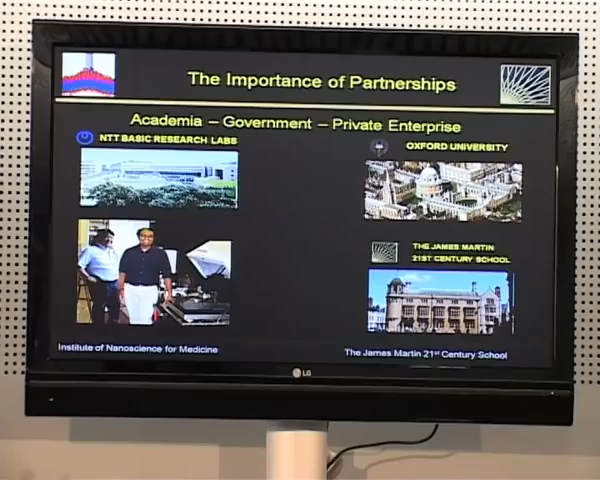 The Importance of Partnerships
Academia – Government – Private Enterprise
NTT BASIC RESEARCH LABS
OXFORD UNIVERSITY
THE JAMES MARTIN
21ST CENTURY SCHOOL
Institute of Nanoscience for Medicine
The James Martin 21st Century School
LG